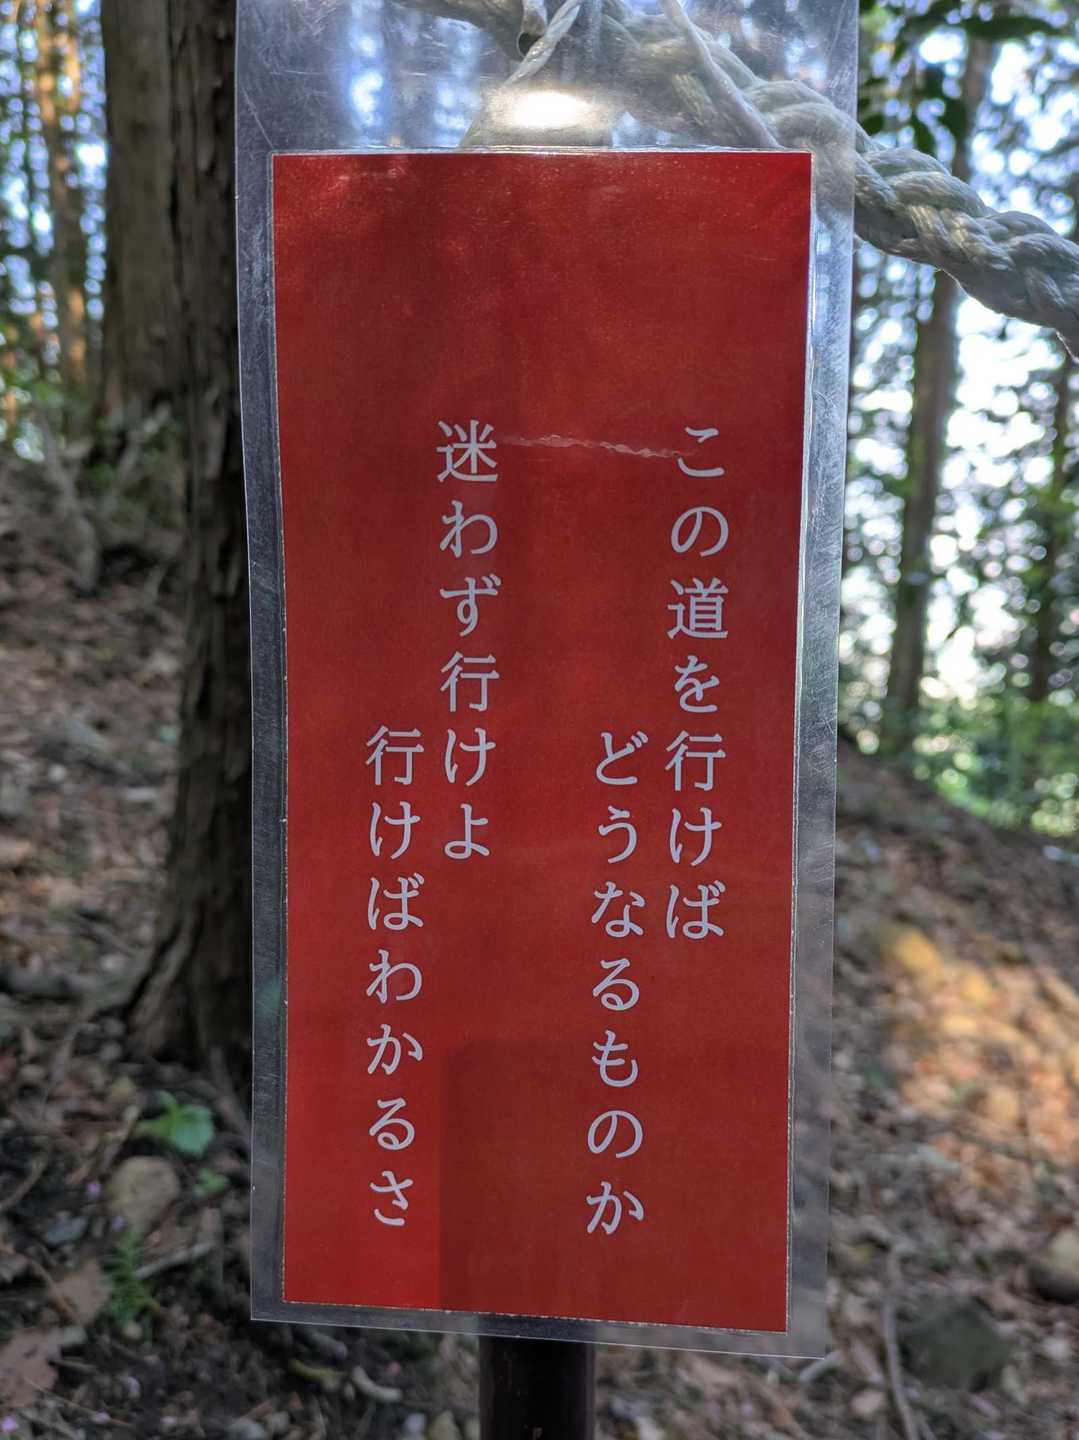 この道を行けば
どうなるものか
迷わず行けよ
行けばわかるさ